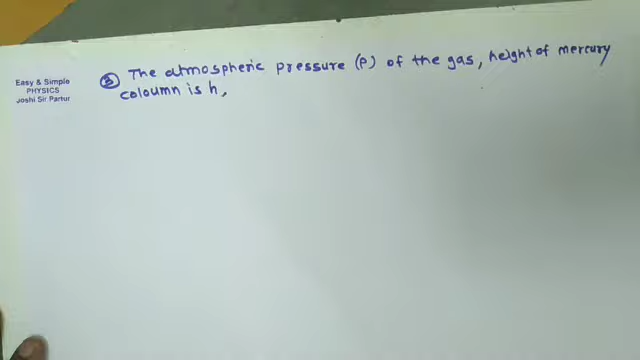 Easy & Simple
PHYSICS
Joshi Sir Partur
③ The atmospheric pressure (P) of the gas, height of mercury
coloumn is h,